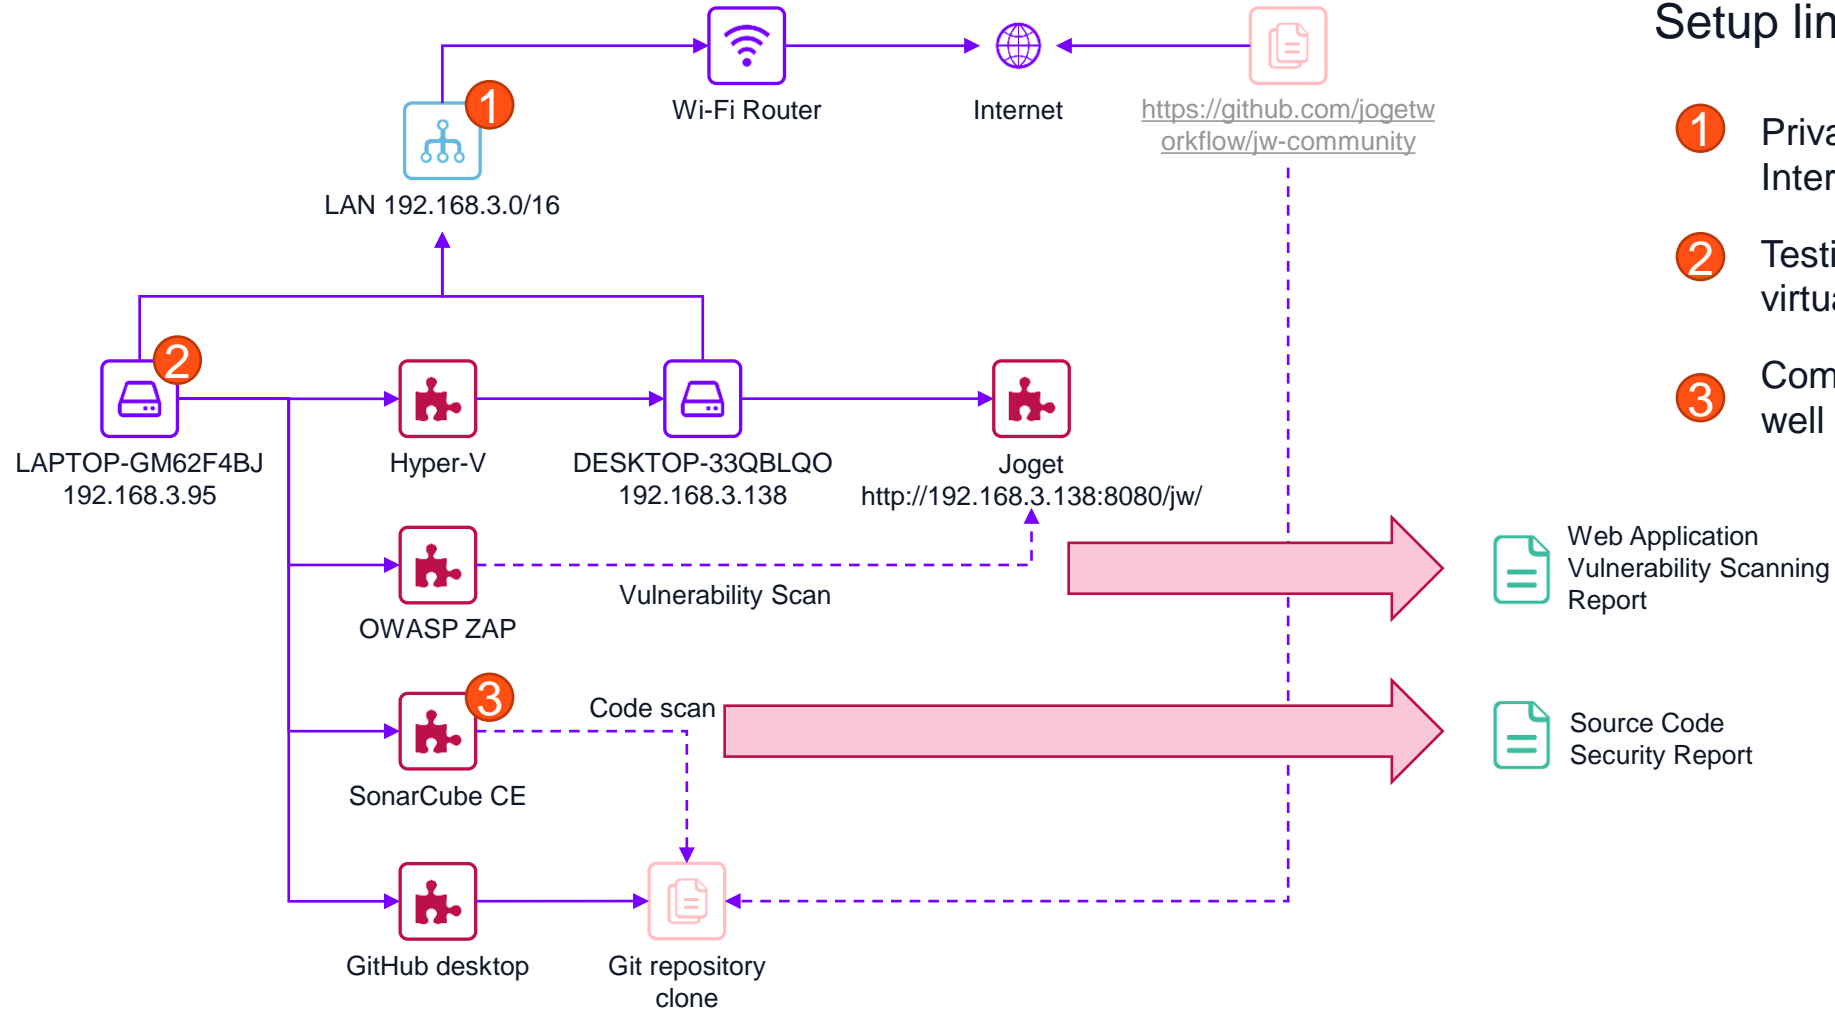 Setup lin
1
Wi-Fi Router
Internet
https://github.com/jogetw
orkflow/jw-community
1
Priva
Inter
LAN 192.168.3.0/16
2
Testi
virtua
2
3
Com
well
LAPTOP-GM62F4BJ
192.168.3.95
Hyper-V
DESKTOP-33QBLQO
192.168.3.138
Joget
http://192.168.3.138:8080/jw/
Vulnerability Scan
OWASP ZAP
Web Application
Vulnerability Scanning
Report
3
Code scan
SonarCube CE
Source Code
Security Report
GitHub desktop
Git repository
clone